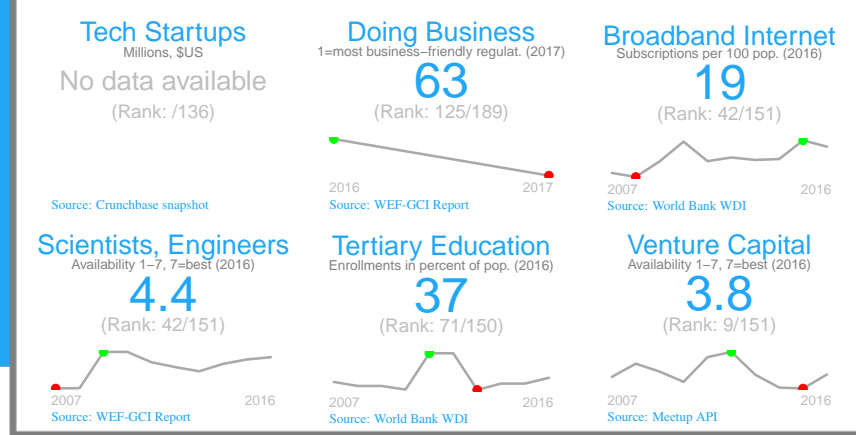 Tech Startups
Millions, $US
No data available
(Rank: /136)
Source: Crunchbase snapshot
Doing Business
1=most business−friendly regulat. (2017)
63
(Rank: 125/189)
2016 2017
Source: WEF-GCI Report
Broadband Internet
Subscriptions per 100 pop. (2016)
19
(Rank: 42/151)
2007 2016
Source: World Bank WDI
Scientists, Engineers
Availability 1−7, 7=best (2016)
4.4
(Rank: 42/151)
2007 2016
Source: WEF-GCI Report
Tertiary Education
Enrollments in percent of pop. (2016)
37
(Rank: 71/150)
2007 2016
Source: World Bank WDI
Venture Capital
Availability 1−7, 7=best (2016)
3.8
(Rank: 9/151)
2007 2016
Source: Meetup API